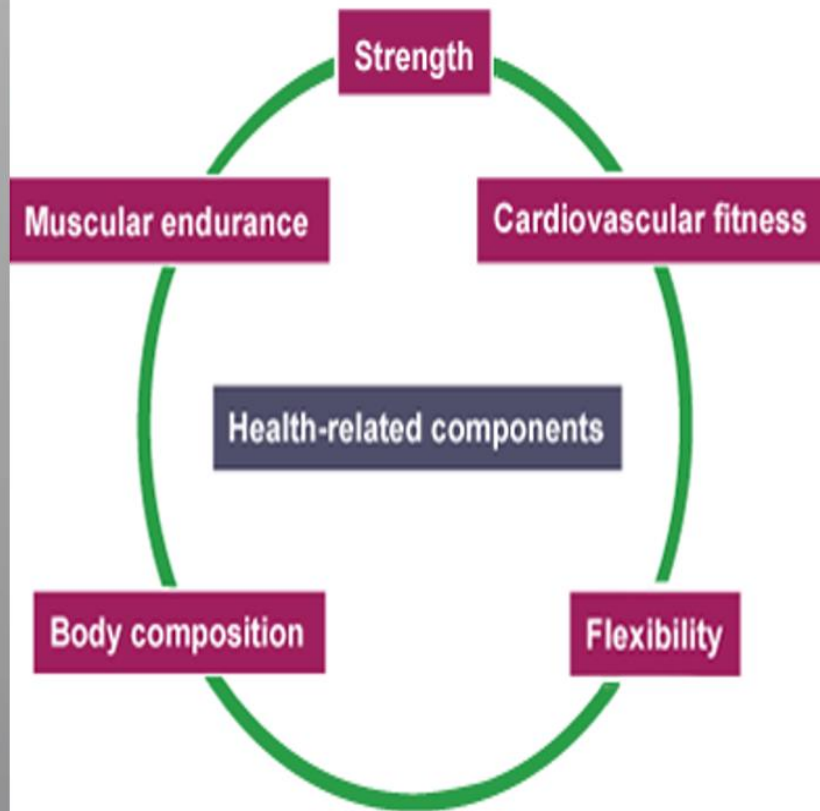 Strength
Muscular endurance
Cardiovascular fitness
Health-related components
Body composition
Flexibility